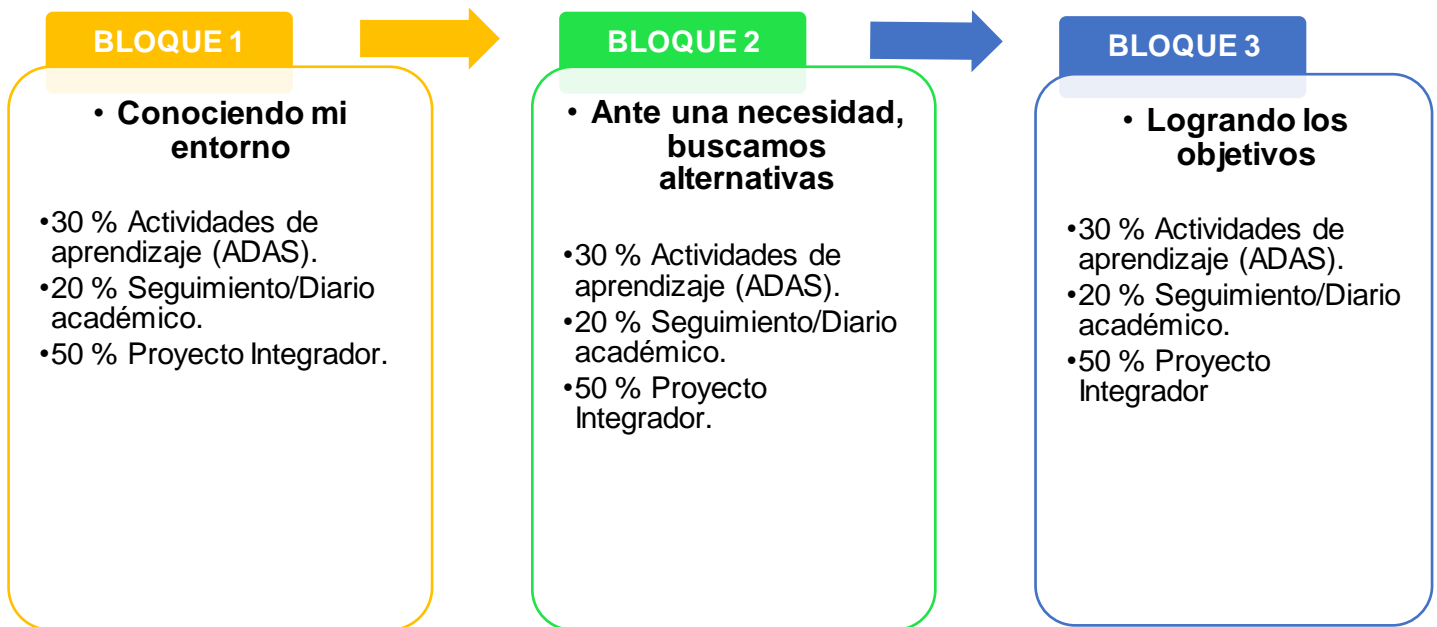 BLOQUE 1
• Conociendo mi
entorno
•30 % Actividades de
aprendizaje (ADAS).
•20 % Seguimiento/Diario
académico.
•50 % Proyecto Integrador.
BLOQUE 2
• Ante una necesidad,
buscamos
alternativas
•30 % Actividades de
aprendizaje (ADAS).
•20 % Seguimiento/Diario
académico.
•50 % Proyecto
Integrador.
BLOQUE 3
• Logrando los
objetivos
•30 % Actividades de
aprendizaje (ADAS).
•20 % Seguimiento/Diario
académico.
•50 % Proyecto
Integrador